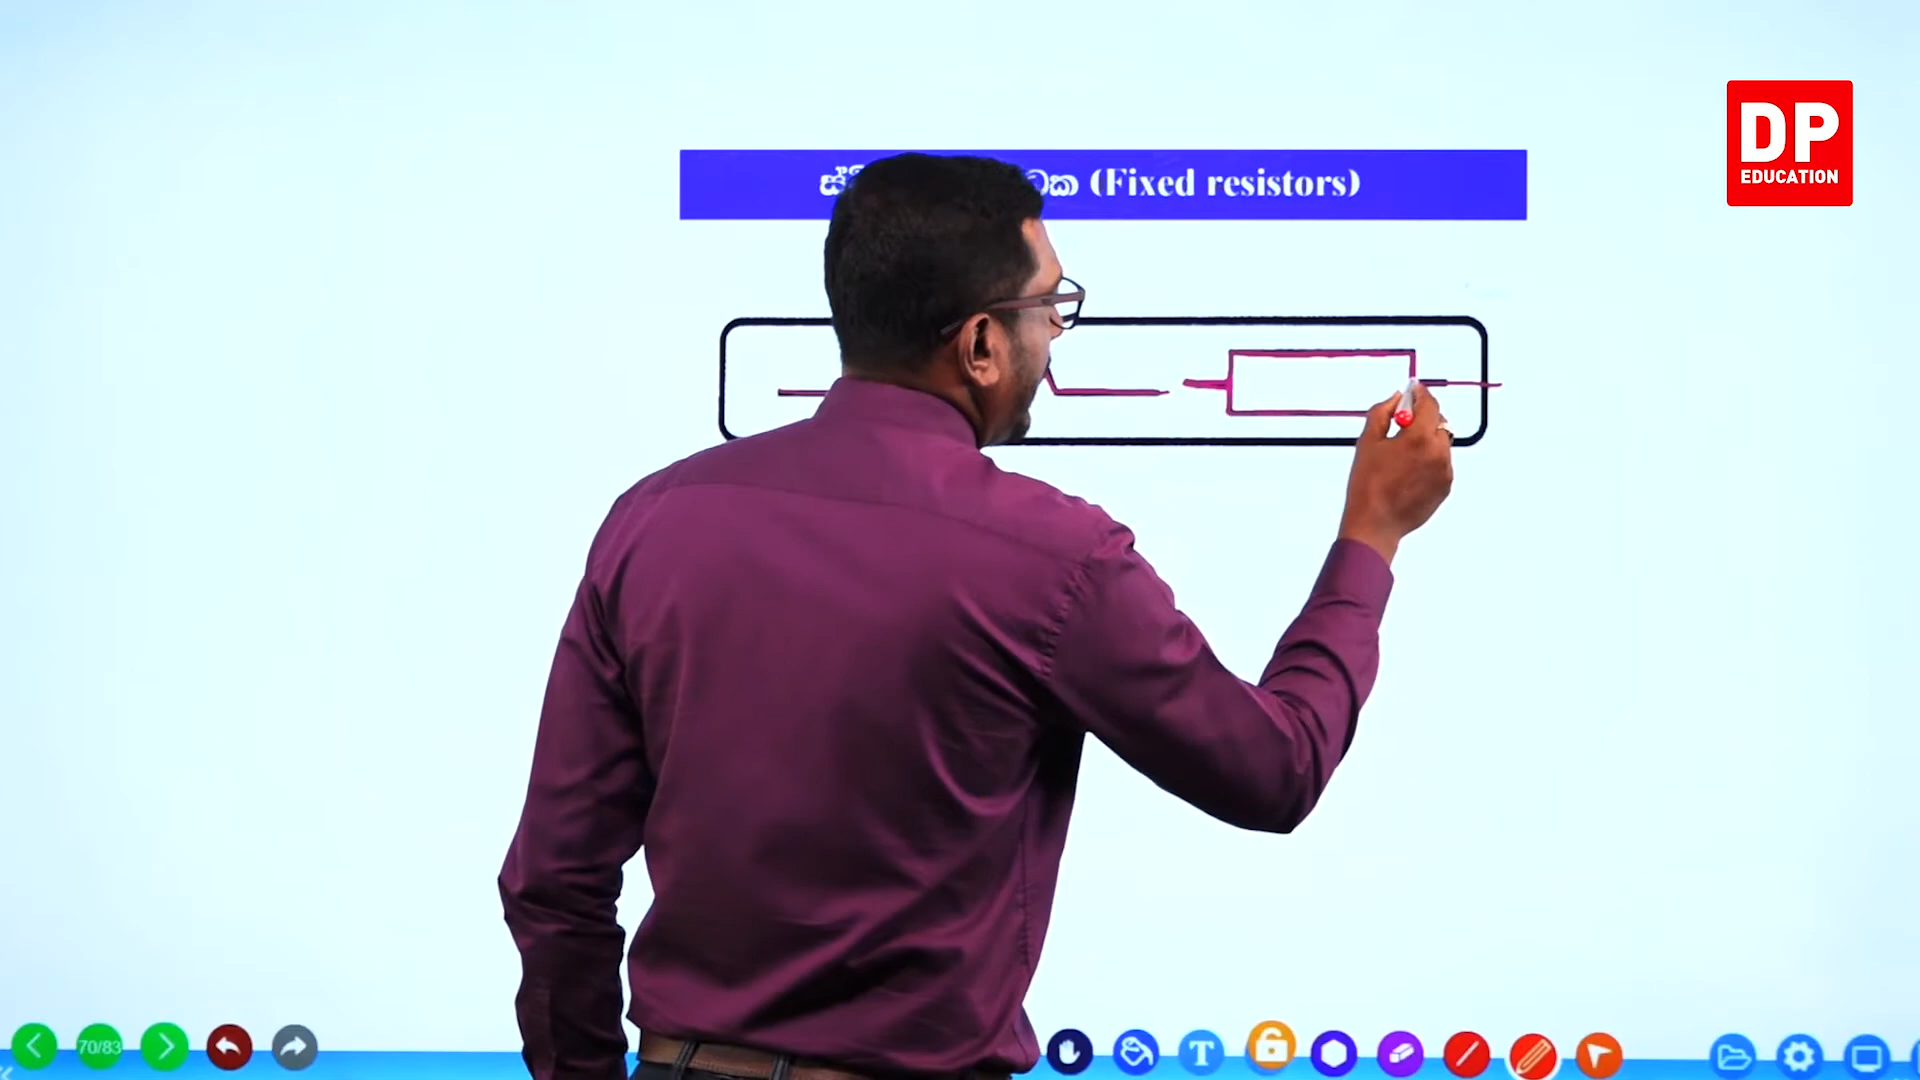 (Fixed resistors)
DP
EDUCATION
70/83
T